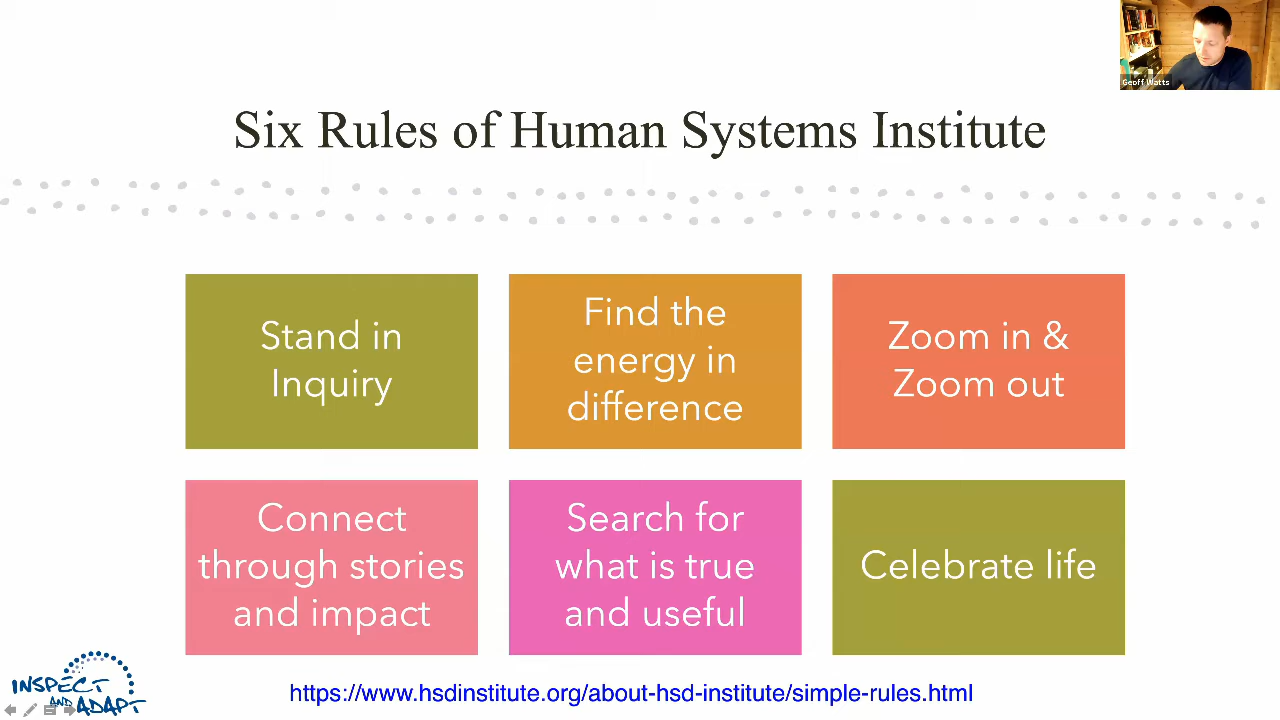 Geoff Watts
Six Rules of Human Systems Institute
Stand in
Inquiry
Find the
energy in
difference
Zoom in &
Zoom out
Connect
through stories
and impact
Search for
what is true
and useful
Celebrate life
INSPECT
AND ADAPT
https://www.hsdinstitute.org/about-hsd-institute/simple-rules.html